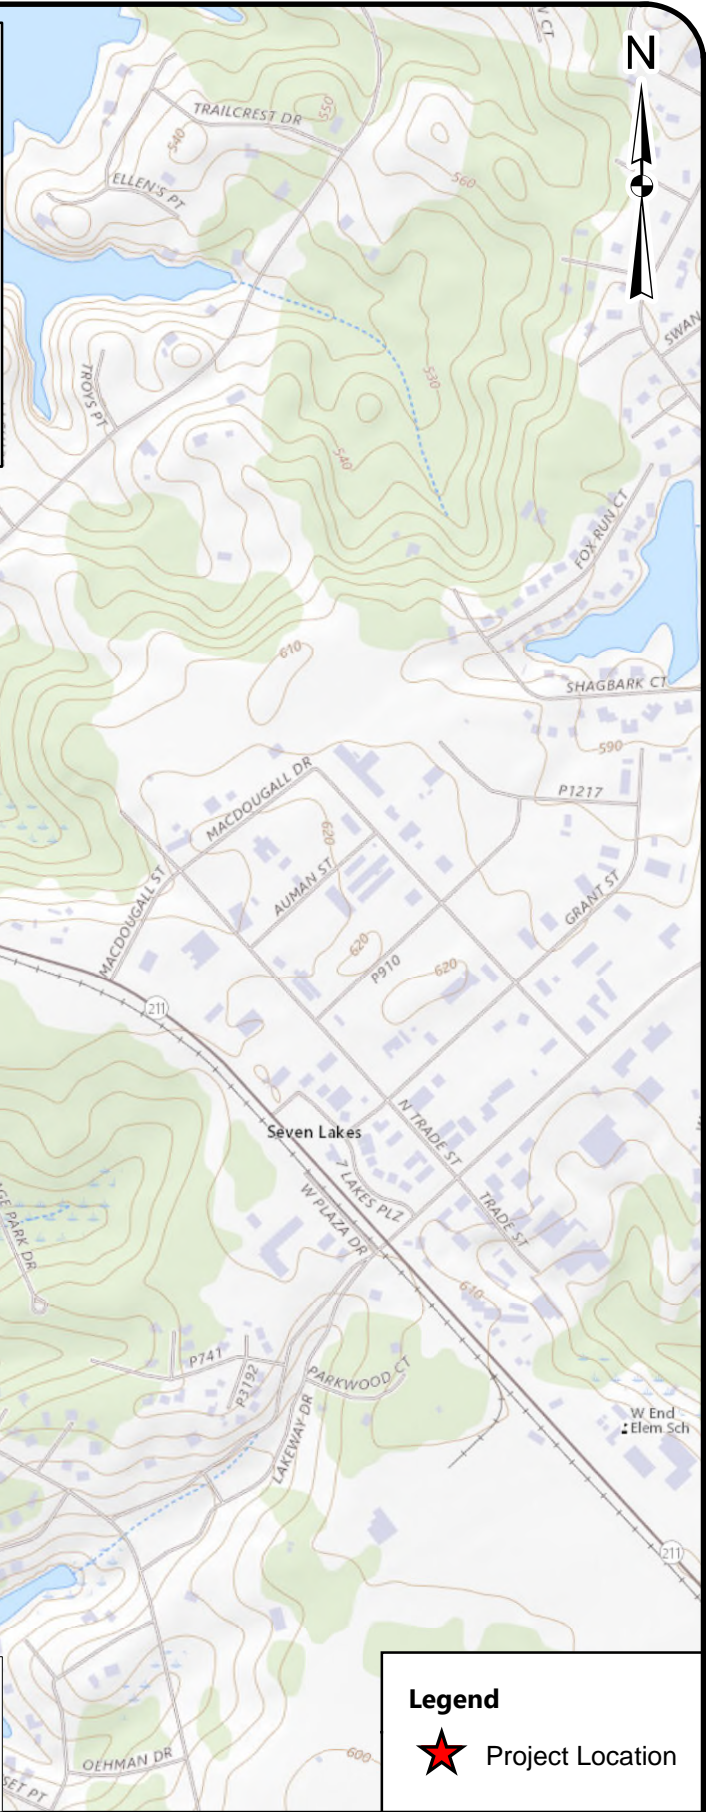 N
TRAILCREST DR
550
540
ELLEN'S PT
560
SWAN
TROYS PT
530
540
FOX RUN CT
610
SHAGBARK CT
590
MACDOUGALL DR
P1217
620
AUMAN ST
MACDOUGALL ST
GRANT ST
620
P910
620
211
N TRADE ST
Seven Lakes
7 LAKES PLZ
W PLAZA DR
TRADE ST
GE PARK DR
610
P741
P3192
PARKWOOD CT
LAKEWAY DR
W End
Elem Sch
211
Legend
Project Location
OEHMAN DR
600
SET PT